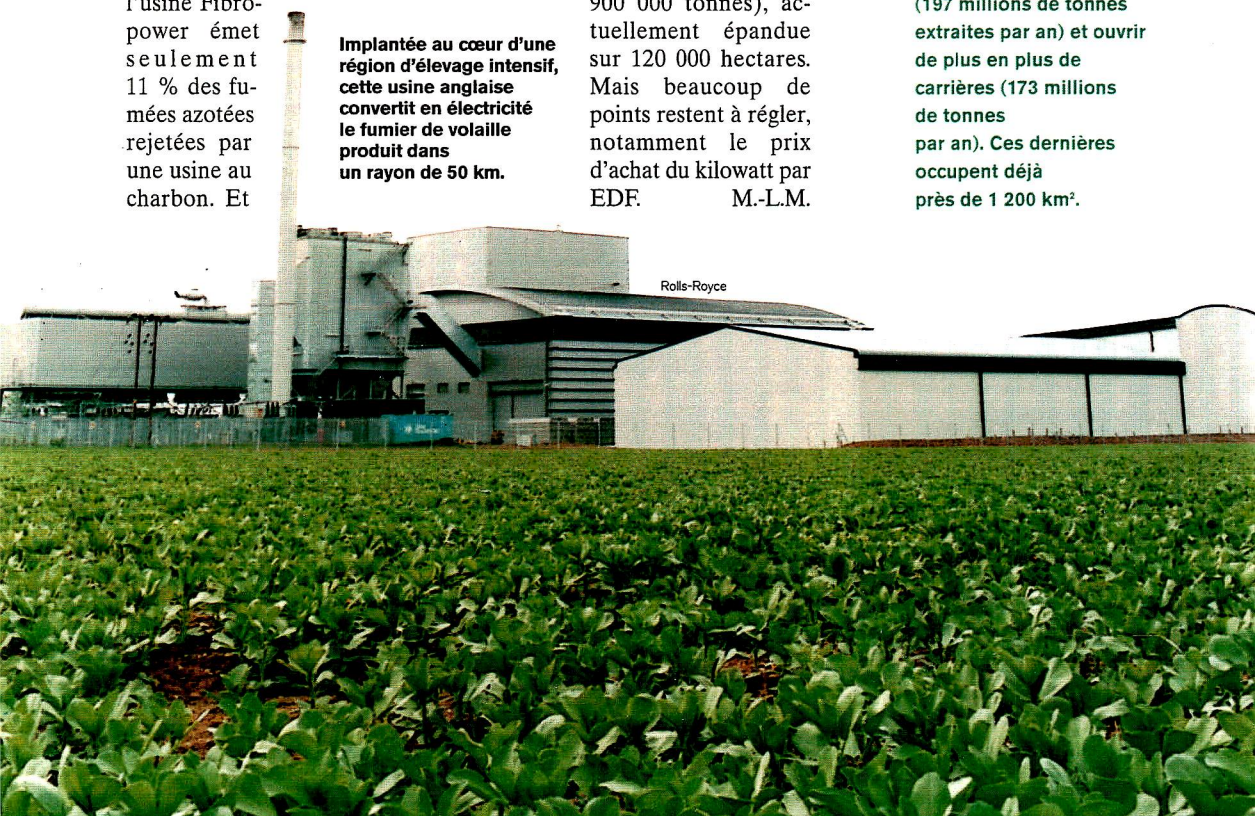 l'usine Fibro-
power émet
seulement
11 % des fu-
mées azotées
rejetées par
une usine au
charbon. Et
Implantée au cœur d'une
région d'élevage intensif,
cette usine anglaise
convertit en électricité
le fumier de volaille
produit dans
un rayon de 50 km.
900 000 tonnes), ac-
tuellement épandue
sur 120 000 hectares.
Mais beaucoup de
points restent à régler,
notamment le prix
d'achat du kilowatt par
EDF. M.-L.M.
(197 millions de tonnes
extraites par an) et ouvrir
de plus en plus de
carrières (173 millions
de tonnes
par an). Ces dernières
occupent déjà
près de 1 200 km².
Rolls-Royce